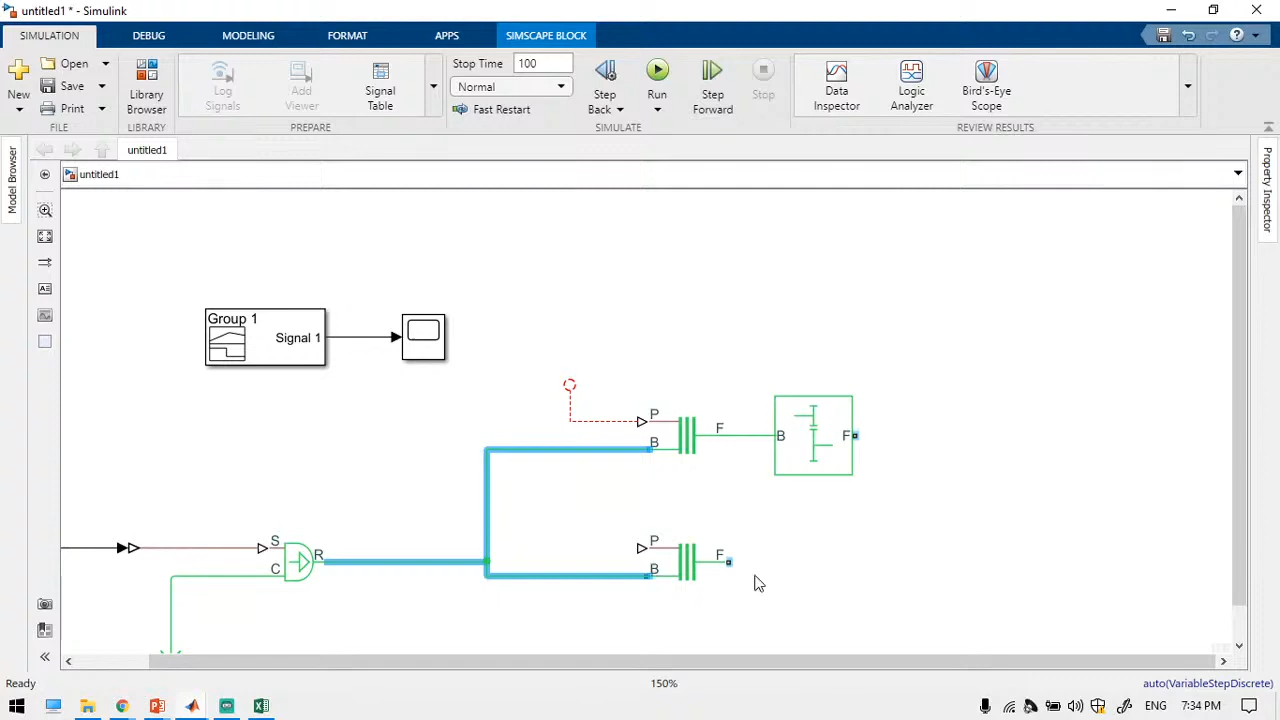 untitled1 * - Simulink
SIMULATION DEBUG MODELING FORMAT APPS SIMSCAPE BLOCK
New
Open
Save
Print
FILE
Library Browser
LIBRARY
Log Signals
Add Viewer
Signal Table
PREPARE
Stop Time 100
Normal
Fast Restart
Step Back
Run
Step Forward
Stop
SIMULATE
Data Inspector
Logic Analyzer
Bird's-Eye Scope
REVIEW RESULTS
Model Browser
untitled1
untitled1
Property Inspector
Group 1
Signal 1
P
B
F
B
F
S
C
R
P
B
F
Ready
150%
auto(VariableStepDiscrete)
ENG 7:34 PM